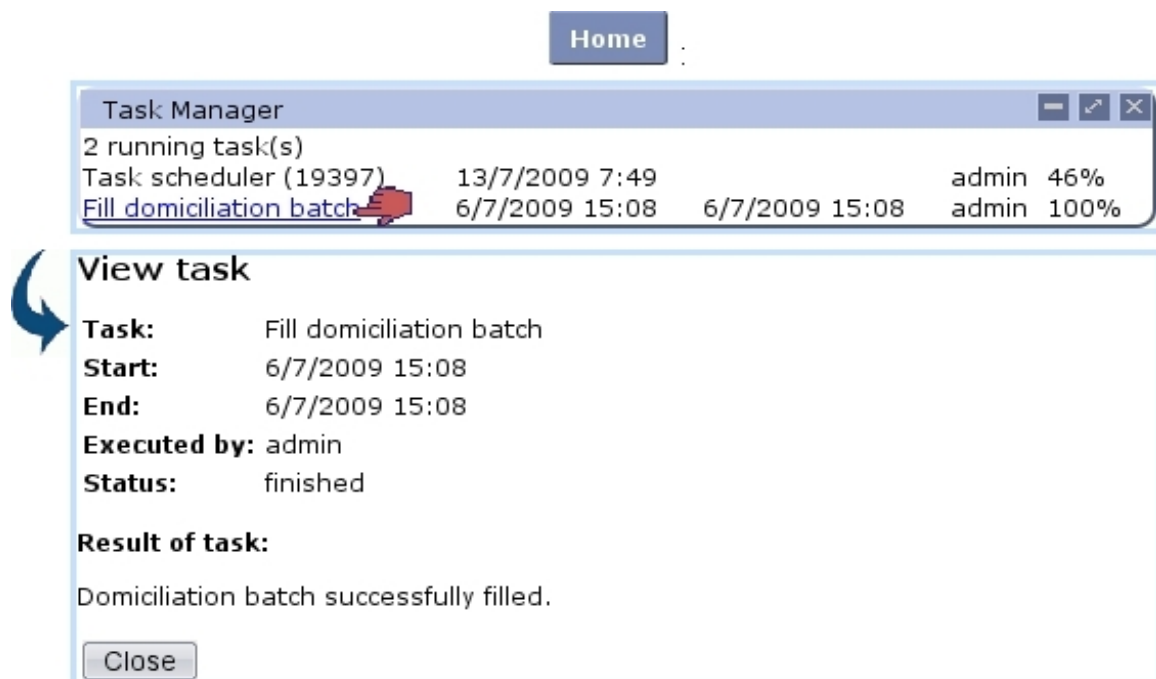 Home :
Task Manager
2 running task(s)
Task scheduler (19397) 13/7/2009 7:49 admin 46%
Fill domiciliation batch 6/7/2009 15:08 6/7/2009 15:08 admin 100%
View task
Task: Fill domiciliation batch
Start: 6/7/2009 15:08
End: 6/7/2009 15:08
Executed by: admin
Status: finished
Result of task:
Domiciliation batch successfully filled.
Close